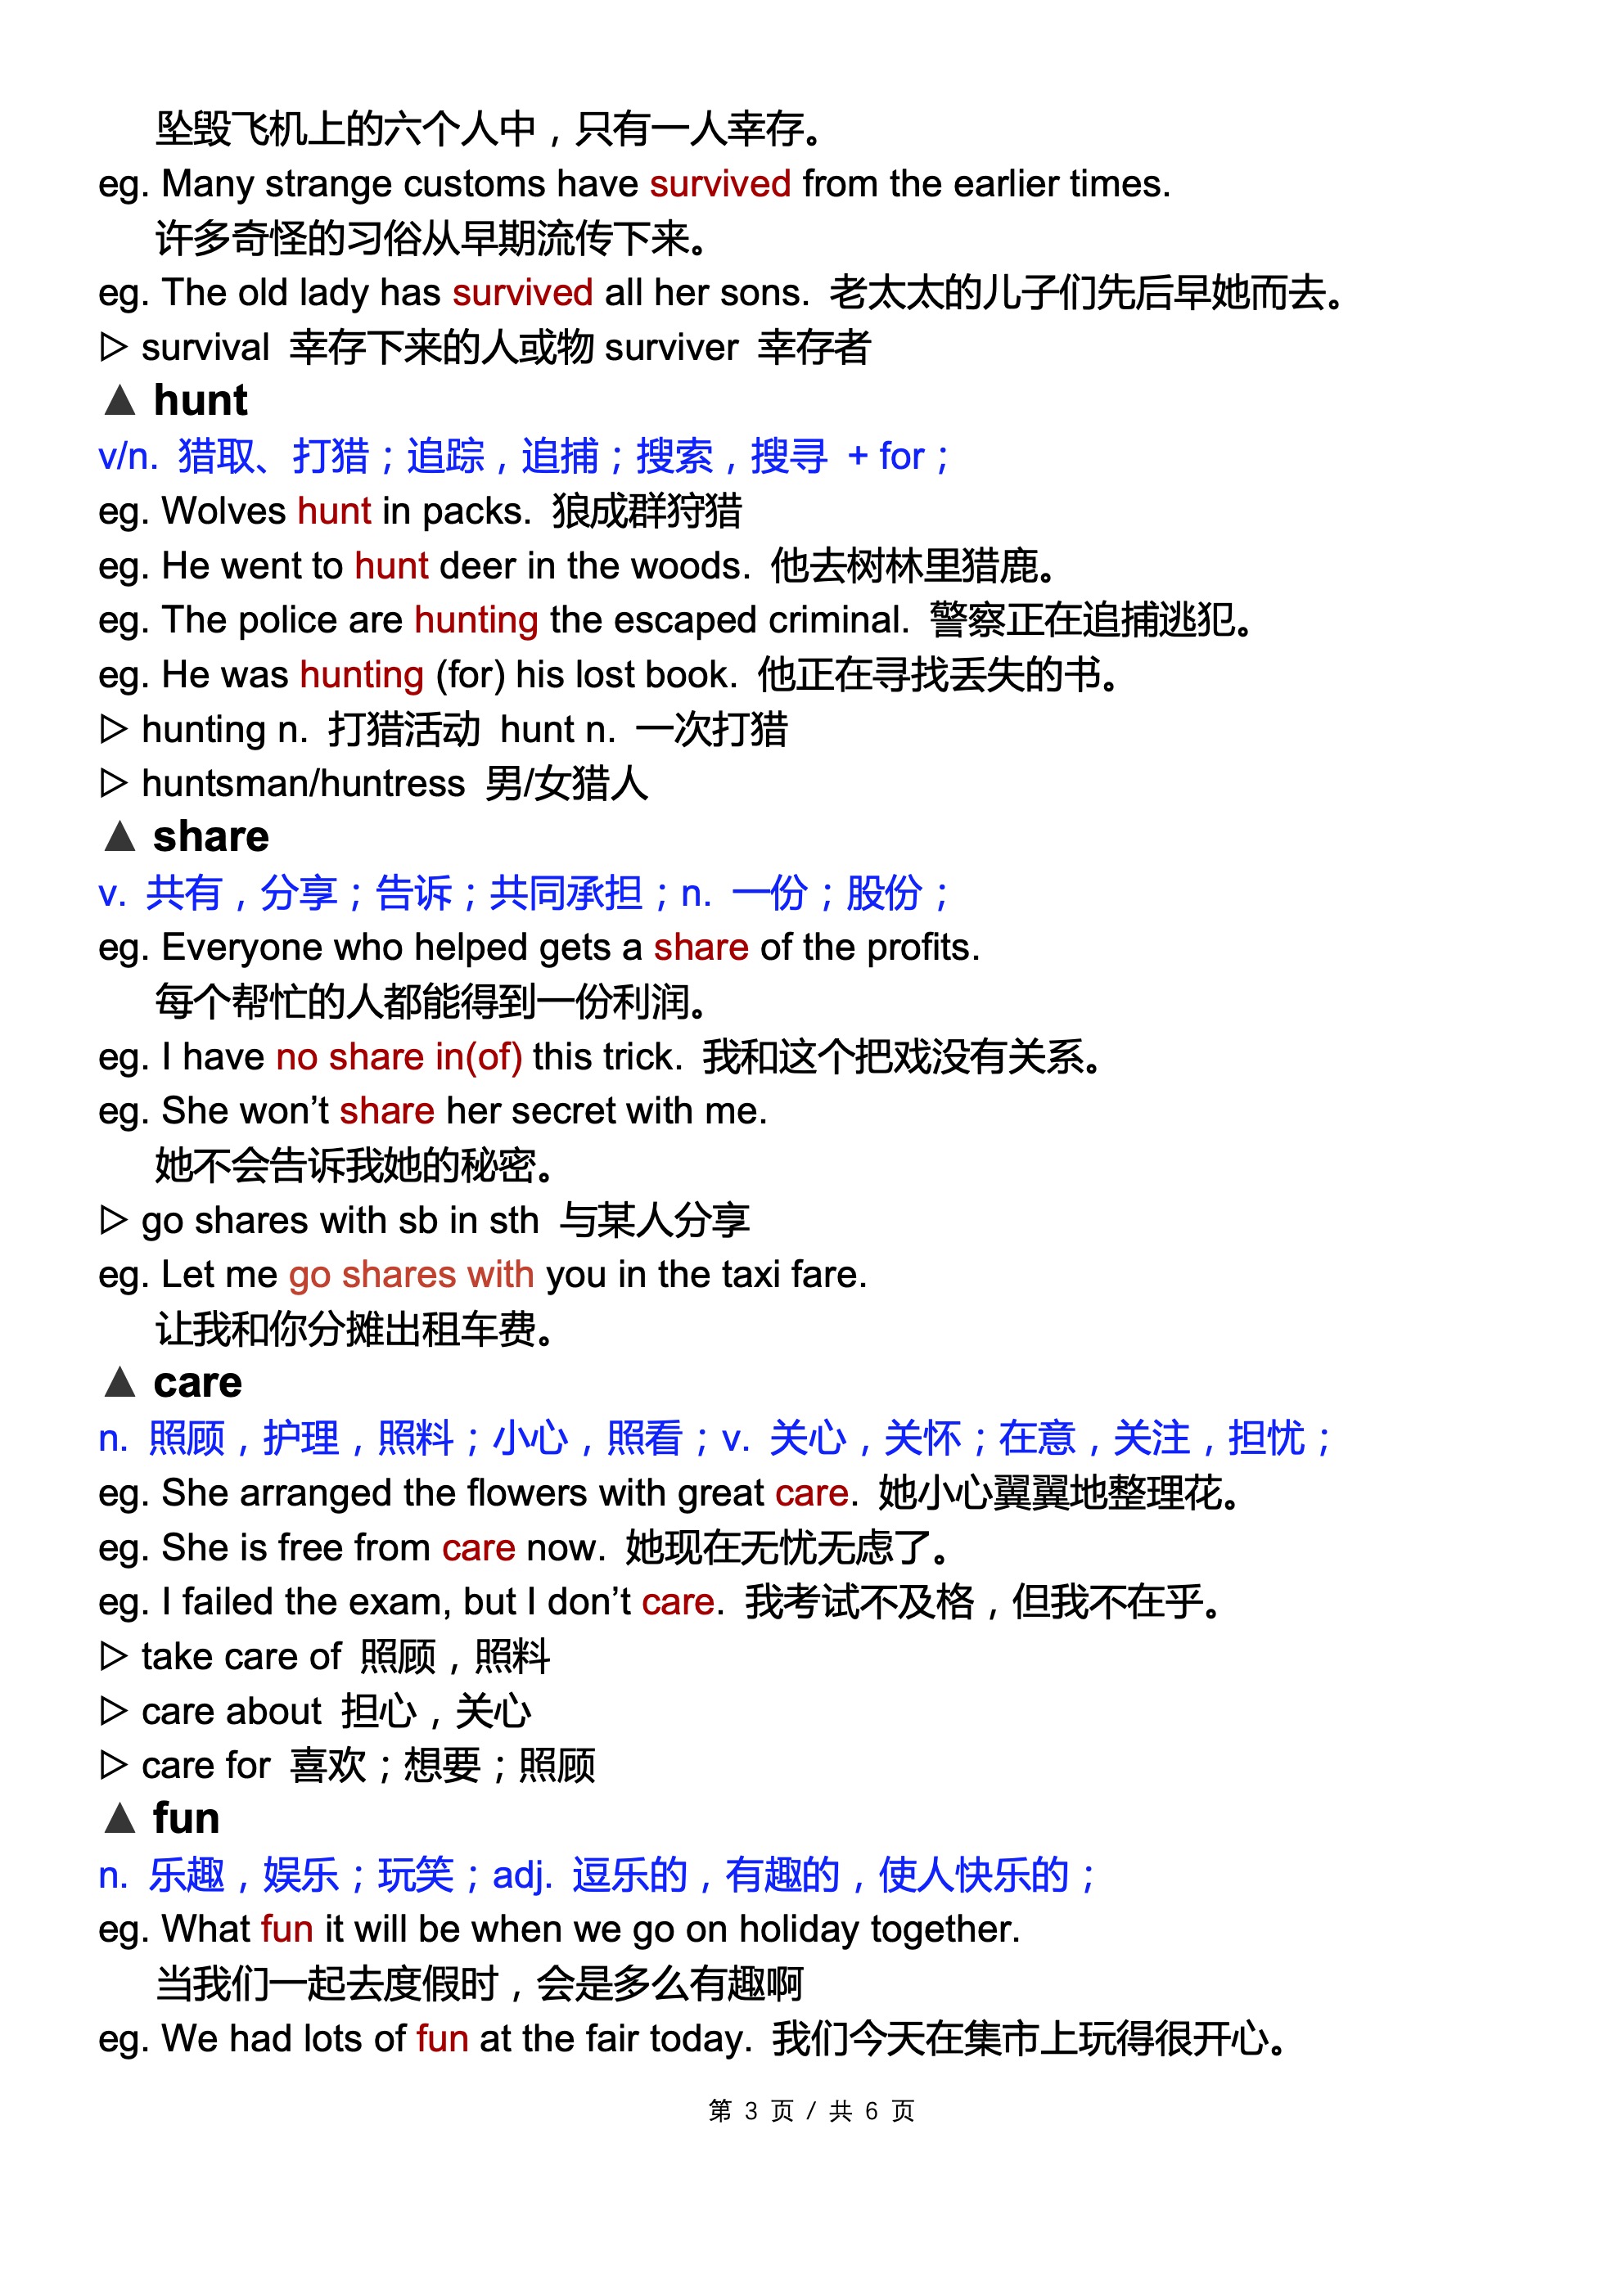 坠毁飞机上的六个人中，只有一人幸存。
eg. Many strange customs have survived from the earlier times.
许多奇怪的习俗从早期流传下来。
eg. The old lady has survived all her sons. 老太太的儿子们先后早她而去。
▷ survival 幸存下来的人或物 surviver 幸存者
▲ hunt
v/n. 猎取、打猎；追踪，追捕；搜索，搜寻 + for；
eg. Wolves hunt in packs. 狼成群狩猎
eg. He went to hunt deer in the woods. 他去树林里猎鹿。
eg. The police are hunting the escaped criminal. 警察正在追捕逃犯。
eg. He was hunting (for) his lost book. 他正在寻找丢失的书。
▷ hunting n. 打猎活动 hunt n. 一次打猎
▷ huntsman/huntress 男/女猎人
▲ share
v. 共有，分享；告诉；共同承担；n. 一份；股份；
eg. Everyone who helped gets a share of the profits.
每个帮忙的人都能得到一份利润。
eg. I have no share in(of) this trick. 我和这个把戏没有关系。
eg. She won’t share her secret with me.
她不会告诉我她的秘密。
▷ go shares with sb in sth 与某人分享
eg. Let me go shares with you in the taxi fare.
让我和你分摊出租车费。
▲ care
n. 照顾，护理，照料；小心，照看；v. 关心，关怀；在意，关注，担忧；
eg. She arranged the flowers with great care. 她小心翼翼地整理花。
eg. She is free from care now. 她现在无忧无虑了。
eg. I failed the exam, but I don’t care. 我考试不及格，但我不在乎。
▷ take care of 照顾，照料
▷ care about 担心，关心
▷ care for 喜欢；想要；照顾
▲ fun
n. 乐趣，娱乐；玩笑；adj. 逗乐的，有趣的，使人快乐的；
eg. What fun it will be when we go on holiday together.
当我们一起去度假时，会是多么有趣啊
eg. We had lots of fun at the fair today. 我们今天在集市上玩得很开心。
第 3 页 / 共 6 页